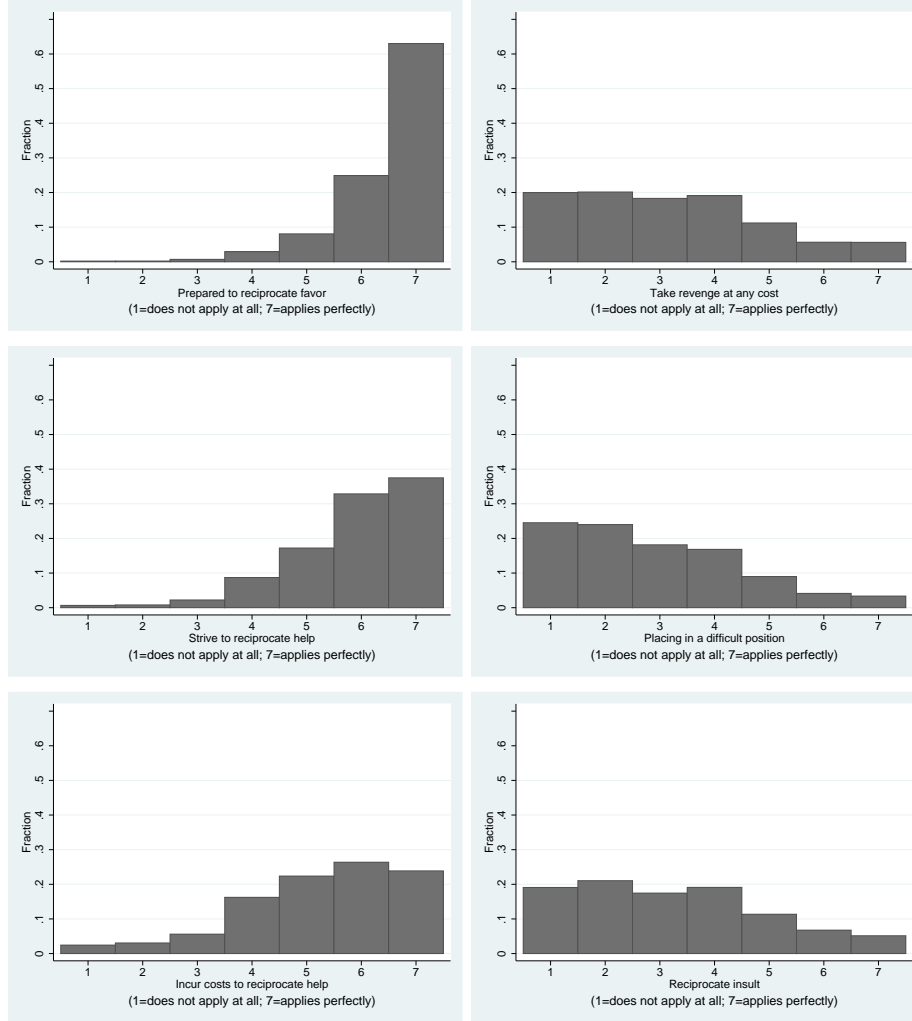 Fraction
0 .1 .2 .3 .4 .5 .6
1 2 3 4 5 6 7
Prepared to reciprocate favor
(1=does not apply at all; 7=applies perfectly)
Fraction
0 .1 .2 .3 .4 .5 .6
1 2 3 4 5 6 7
Take revenge at any cost
(1=does not apply at all; 7=applies perfectly)
Fraction
0 .1 .2 .3 .4 .5 .6
1 2 3 4 5 6 7
Strive to reciprocate help
(1=does not apply at all; 7=applies perfectly)
Fraction
0 .1 .2 .3 .4 .5 .6
1 2 3 4 5 6 7
Placing in a difficult position
(1=does not apply at all; 7=applies perfectly)
Fraction
0 .1 .2 .3 .4 .5 .6
1 2 3 4 5 6 7
Incur costs to reciprocate help
(1=does not apply at all; 7=applies perfectly)
Fraction
0 .1 .2 .3 .4 .5 .6
1 2 3 4 5 6 7
Reciprocate insult
(1=does not apply at all; 7=applies perfectly)